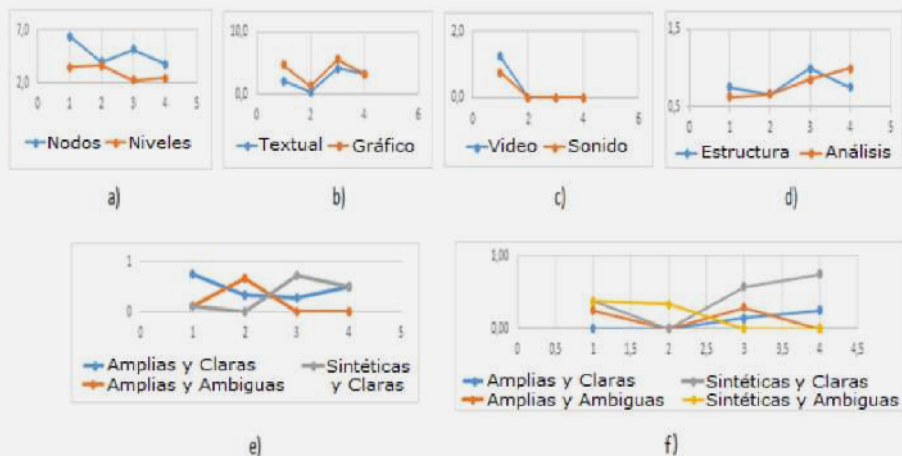 7,0
2,0
0 1 2 3 4 5
Nodos Niveles
a)
10,0
0,0
0 2 4 6
Textual Gráfico
b)
2,0
0,0
0 2 4 6
Video Sonido
c)
1,5
0,5
0 1 2 3 4 5
Estructura Análisis
d)
1
0
0 1 2 3 4 5
Amplias y Claras Sintéticas
Amplias y Ambiguas y Claras
e)
1,00
0,00
0 0,5 1 1,5 2 2,5 3 3,5 4 4,5
Amplias y Claras Sintéticas y Claras
Amplias y Ambiguas Sintéticas y Ambiguas
f)